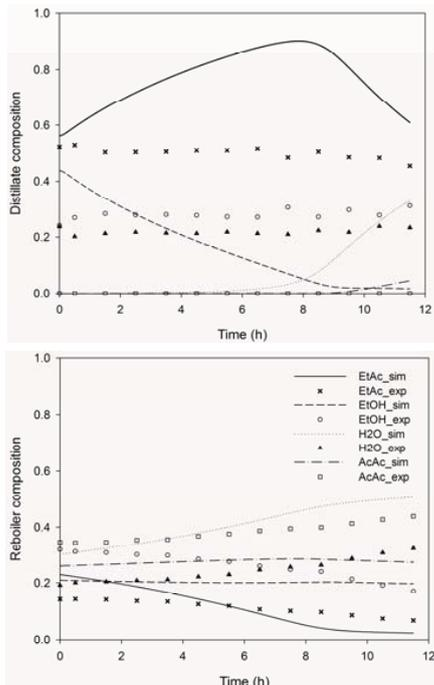 1.0
0.8
0.6
0.4
0.2
0.0
Distillate composition
0 2 4 6 8 10 12
Time (h)
1.0
0.8
0.6
0.4
0.2
0.0
Reboiler composition
EtAc_sim
EtAc_exp
EtOH_sim
EtOH_exp
H2O_sim
H2O_exp
AcAc_sim
AcAc_exp
0 2 4 6 8 10 12
Time (h)